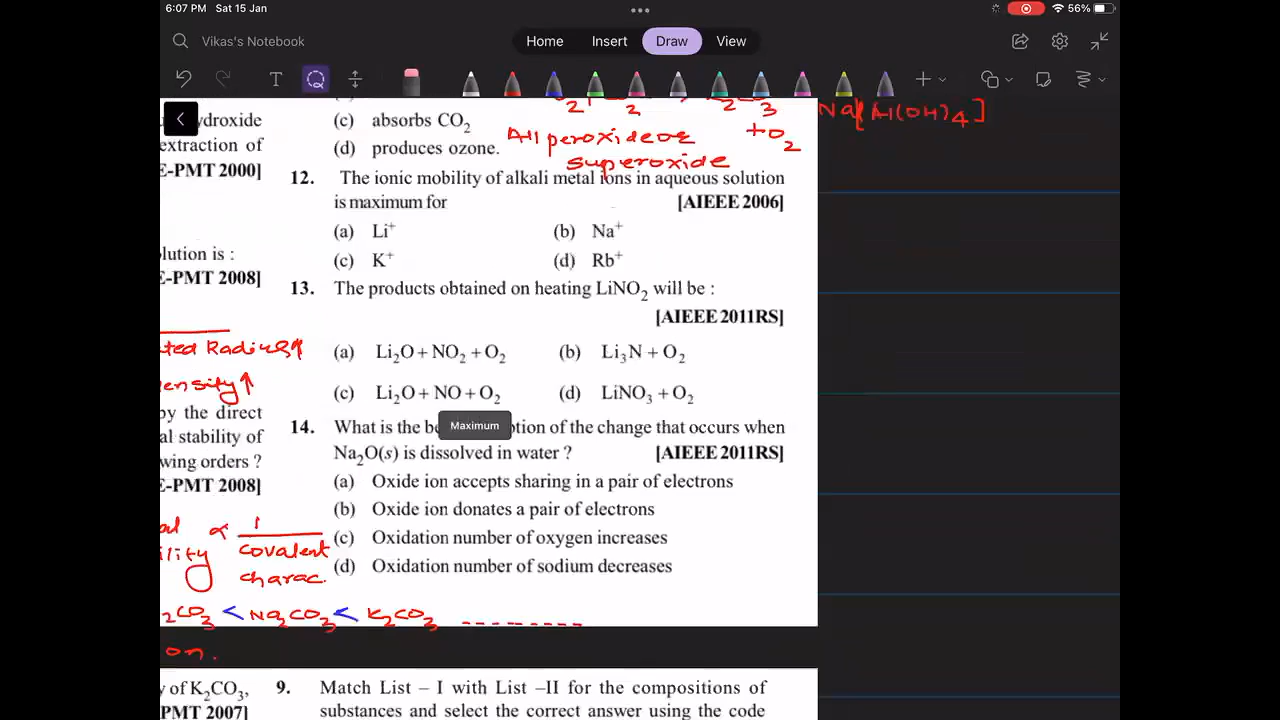 6:07 PM Sat 15 Jan
56%
Vikas's Notebook
Home Insert Draw View
ydroxide
extraction of
E-PMT 2000]
olution is :
E-PMT 2008]
ted Radius↑
ensity↑
by the direct
al stability of
wing orders ?
E-PMT 2008]
al ∝ 1
ility covalent
charac.
2CO₃ < Na₂CO₃ < K₂CO₃ --------
on.
(c) absorbs CO₂
(d) produces ozone.
All peroxide or
superoxide
+O₂
Na[Al(OH)₄]
12. The ionic mobility of alkali metal ions in aqueous solution
is maximum for [AIEEE 2006]
(a) Li⁺ (b) Na⁺
(c) K⁺ (d) Rb⁺
13. The products obtained on heating LiNO₂ will be :
[AIEEE 2011RS]
(a) Li₂O + NO₂ + O₂ (b) Li₃N + O₂
(c) Li₂O + NO + O₂ (d) LiNO₃ + O₂
Maximum
14. What is the be ption of the change that occurs when
Na₂O(s) is dissolved in water ? [AIEEE 2011RS]
(a) Oxide ion accepts sharing in a pair of electrons
(b) Oxide ion donates a pair of electrons
(c) Oxidation number of oxygen increases
(d) Oxidation number of sodium decreases
y of K₂CO₃,
PMT 2007]
9. Match List – I with List –II for the compositions of
substances and select the correct answer using the code